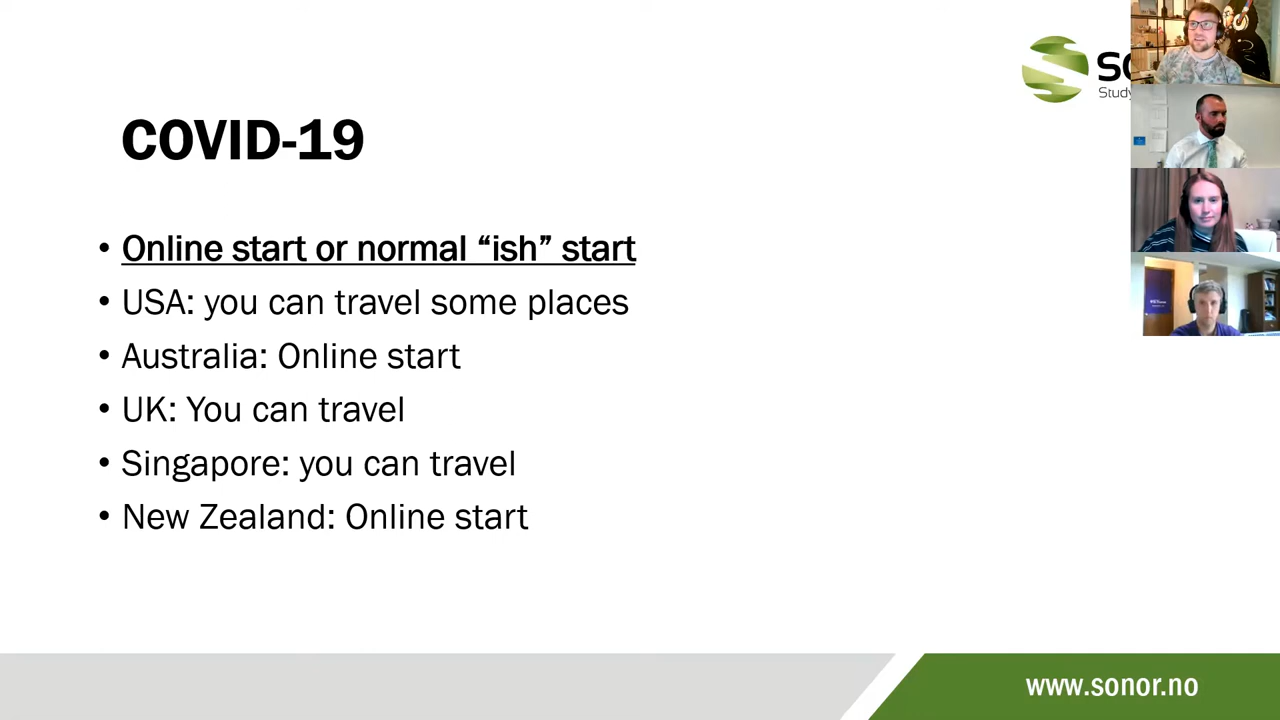 COVID-19
• Online start or normal “ish” start
• USA: you can travel some places
• Australia: Online start
• UK: You can travel
• Singapore: you can travel
• New Zealand: Online start
www.sonor.no